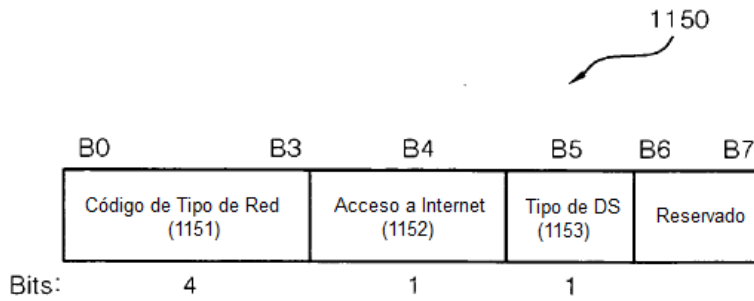 1150
B0 B3 B4 B5 B6 B7
Código de Tipo de Red Acceso a Internet Tipo de DS Reservado
(1151) (1152) (1153)
Bits: 4 1 1